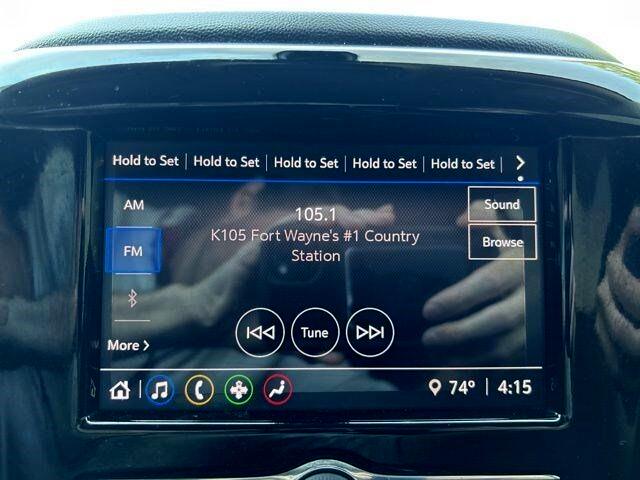 Hold to Set Hold to Set Hold to Set Hold to Set Hold to Set >
AM
Sound
105.1
FM
K105 Fort Wayne's #1 Country
Station
Browse
More >
Tune
74° 4:15